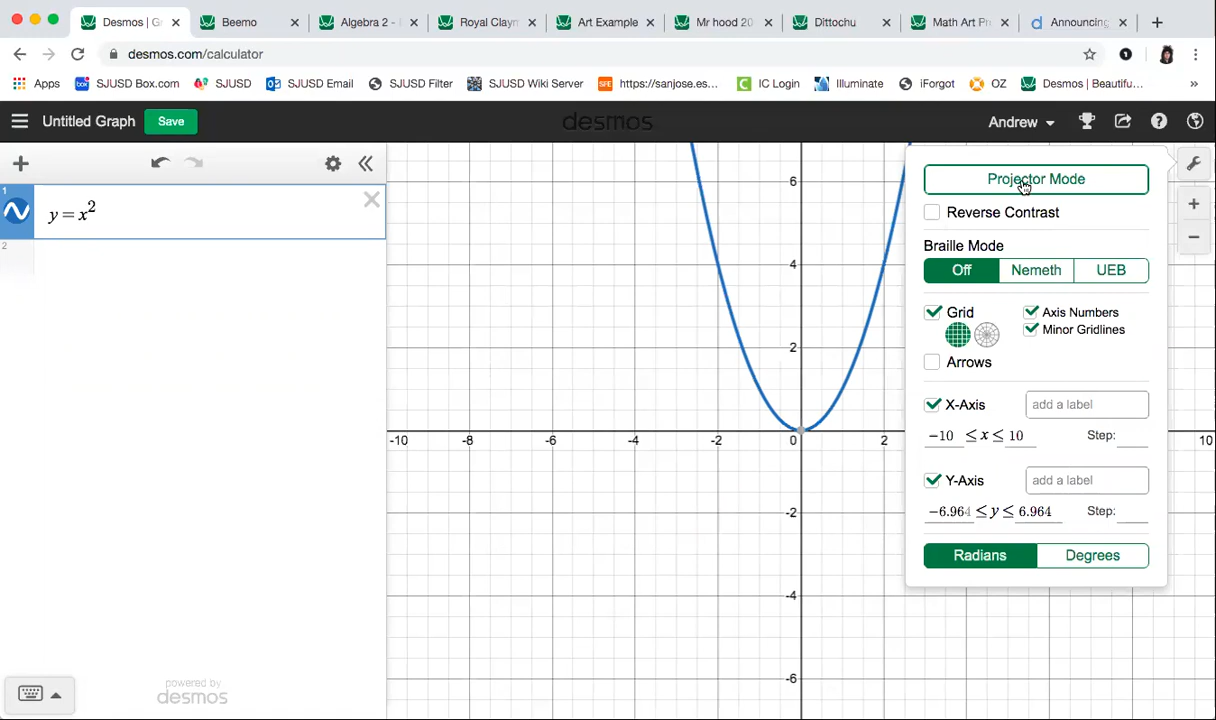 Desmos | Gr
Beemo
Algebra 2 -
Royal Clayn
Art Example
Mr hood 20
Dittochu
Math Art Pr
Announcing
desmos.com/calculator
Apps
SJUSD Box.com
SJUSD
SJUSD Email
SJUSD Filter
SJUSD Wiki Server
https://sanjose.es...
IC Login
Illuminate
iForgot
OZ
Desmos | Beautifu...
»
Untitled Graph
Save
desmos
Andrew
1
y = x²
2
Projector Mode
Reverse Contrast
Braille Mode
Off
Nemeth
UEB
Grid
Axis Numbers
Minor Gridlines
Arrows
X-Axis
add a label
−10 ≤ x ≤ 10
Step:
Y-Axis
add a label
−6.964 ≤ y ≤ 6.964
Step:
Radians
Degrees
6
4
2
-10 -8 -6 -4 -2 0 2 10
-2
-4
-6
powered by
desmos